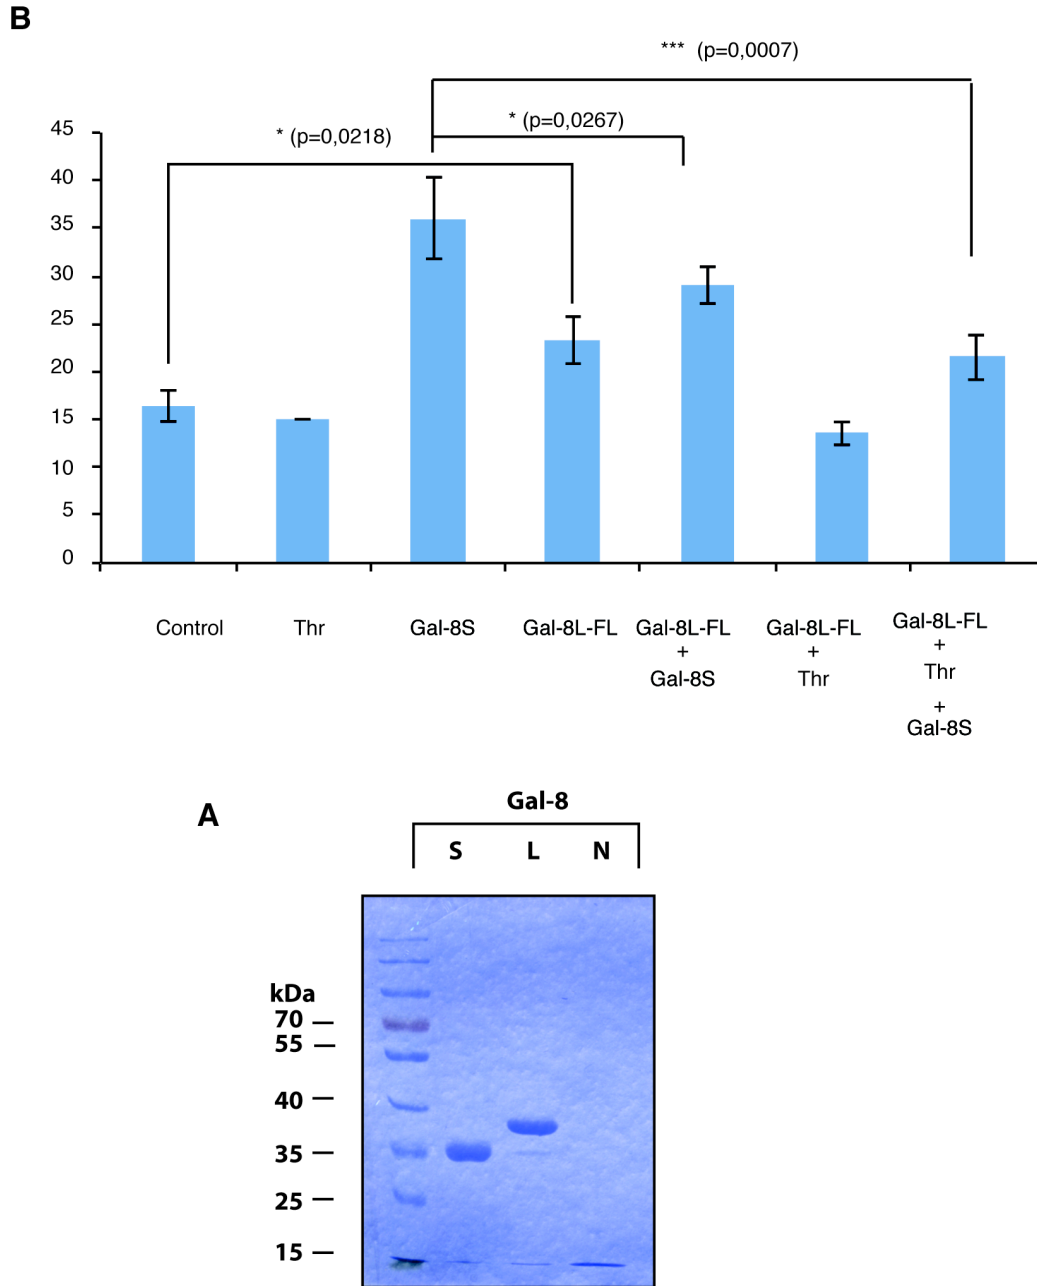 B
*** (p=0,0007)
* (p=0,0267)
* (p=0,0218)
45
40
35
30
25
20
15
10
5
0
Control
Thr
Gal-8S
Gal-8L-FL
Gal-8L-FL
+
Gal-8S
Gal-8L-FL
+
Thr
Gal-8L-FL
+
Thr
+
Gal-8S
A
Gal-8
S L N
kDa
70
55
40
35
25
15